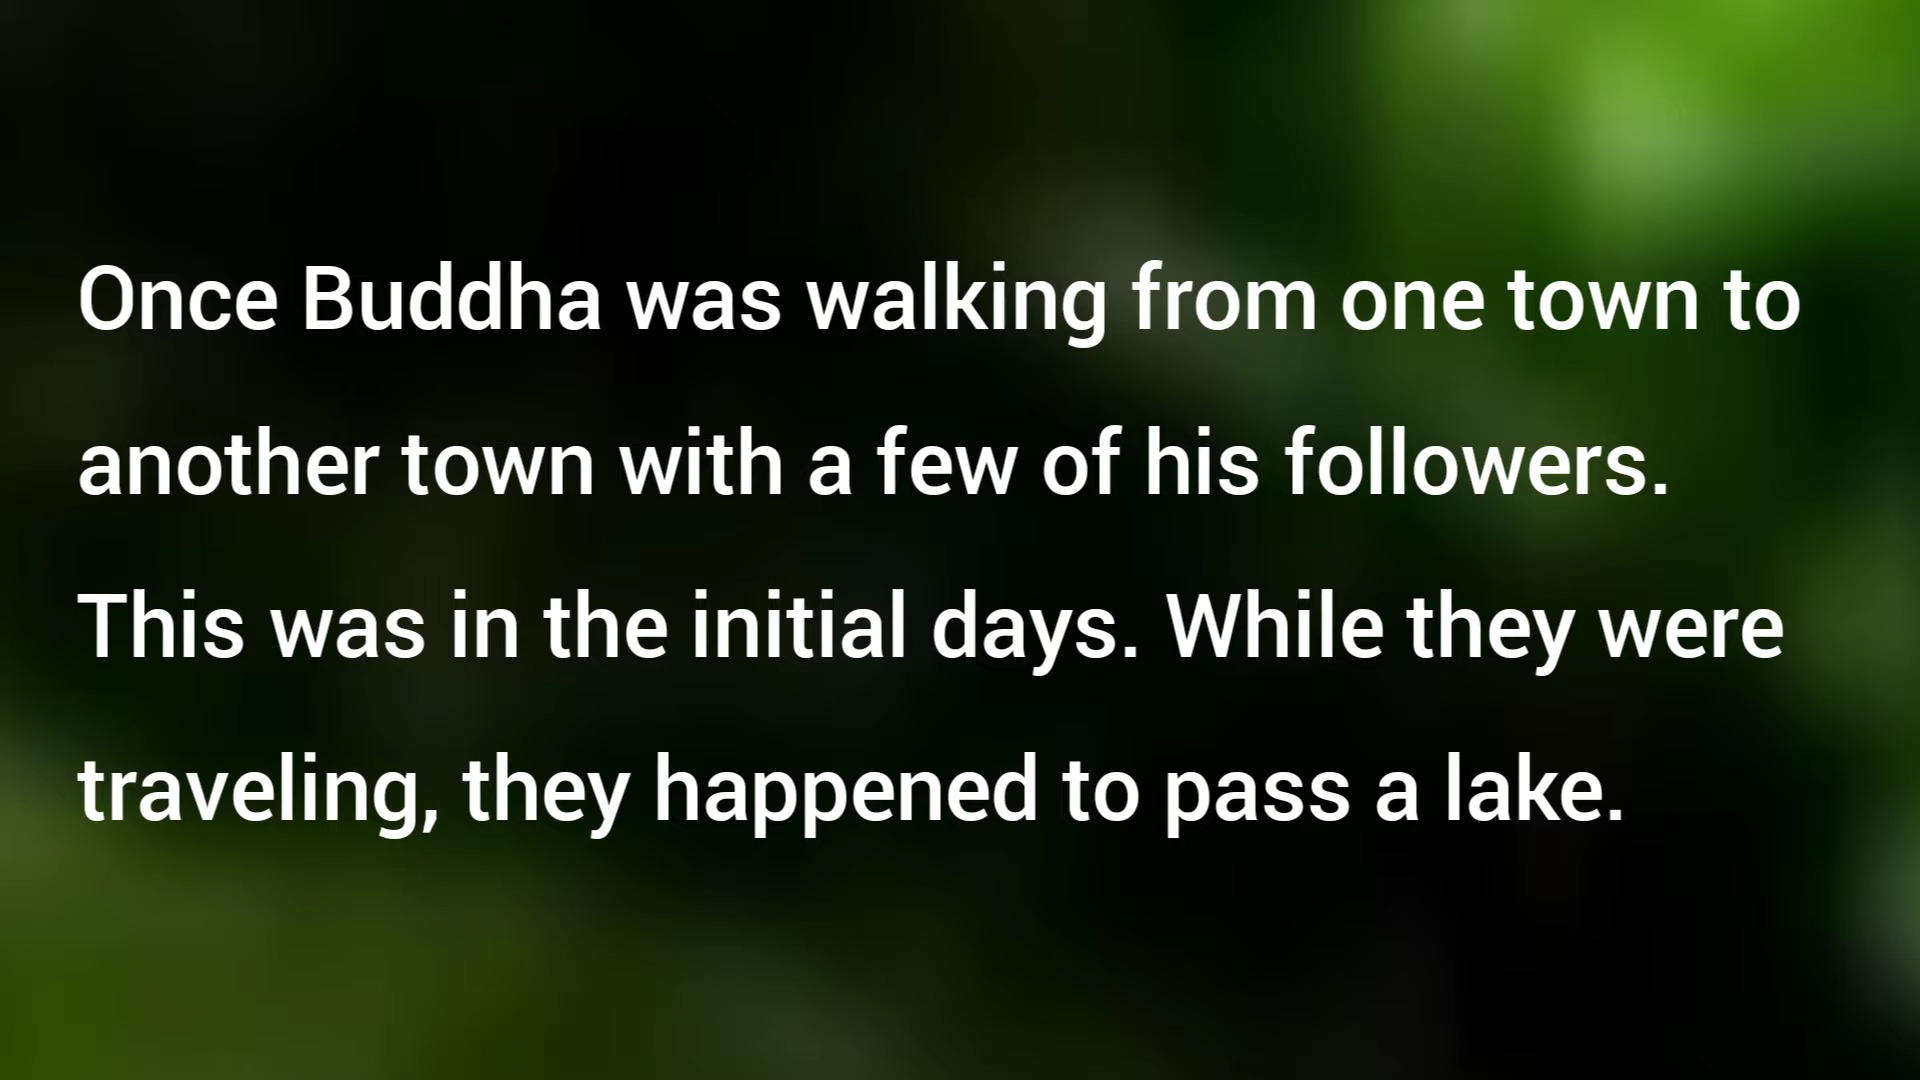 Once Buddha was walking from one town to
another town with a few of his followers.
This was in the initial days. While they were
traveling, they happened to pass a lake.